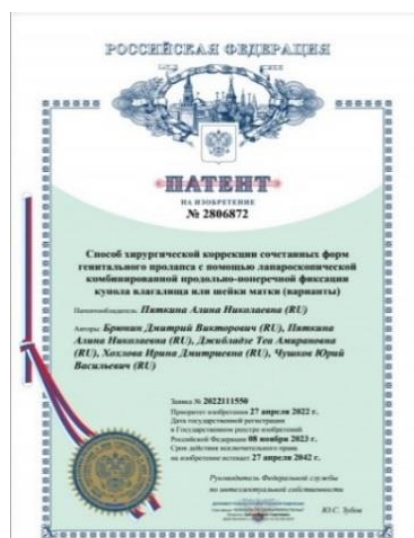 РОССИЙСКАЯ ФЕДЕРАЦИЯ
ПАТЕНТ
НА ИЗОБРЕТЕНИЕ
№ 2806872
Способ хирургической коррекции сочетанных форм
генитального пролапса с помощью лапароскопической
комбинированной продольно-поперечной фиксации
купола влагалища или шейки матки (варианты)
Патентообладатель: Пяткина Алина Николаевна (RU)
Авторы: Брюнин Дмитрий Викторович (RU), Пяткина
Алина Николаевна (RU), Джибладзе Теа Амирановна
(RU), Хохлова Ирина Дмитриевна (RU), Чушков Юрий
Васильевич (RU)
Заявка № 2022111550
Приоритет изобретения 27 апреля 2022 г.
Дата государственной регистрации
в Государственном реестре изобретений
Российской Федерации 08 ноября 2023 г.
Срок действия исключительного права
на изобретение истекает 27 апреля 2042 г.
Руководитель Федеральной службы
по интеллектуальной собственности
Ю.С. Зубов